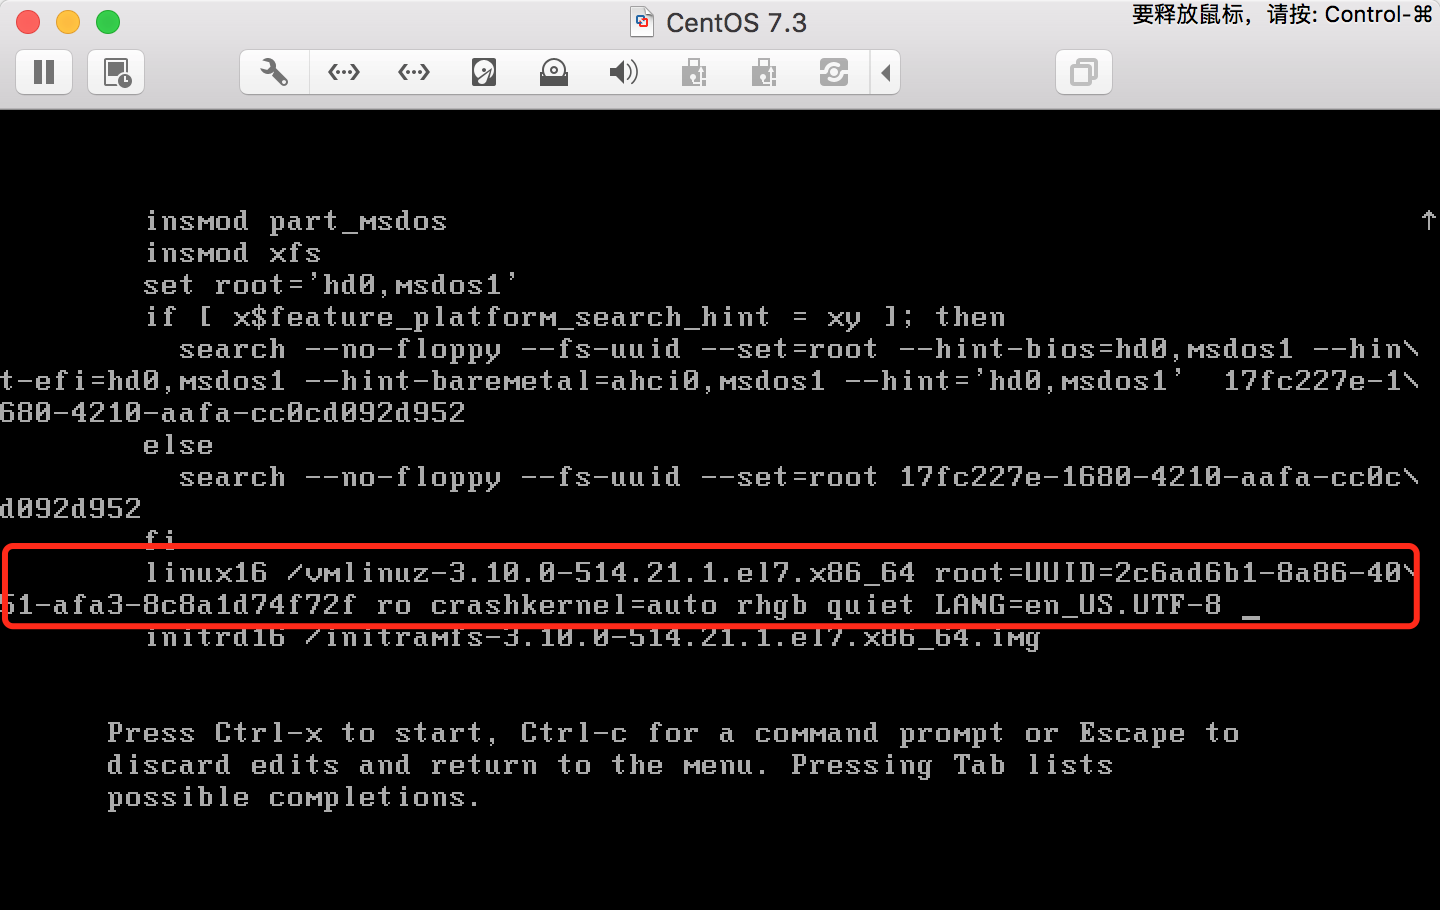 CentOS 7.3
要释放鼠标，请按: Control-⌘
insmod part_msdos
insmod xfs
set root='hd0,msdos1'
if [ x$feature_platform_search_hint = xy ]; then
search --no-floppy --fs-uuid --set=root --hint-bios=hd0,msdos1 --hin\
t-efi=hd0,msdos1 --hint-baremetal=ahci0,msdos1 --hint='hd0,msdos1'  17fc227e-1\
680-4210-aafa-cc0cd092d952
else
search --no-floppy --fs-uuid --set=root 17fc227e-1680-4210-aafa-cc0c\
d092d952
fi
linux16 /vmlinuz-3.10.0-514.21.1.el7.x86_64 root=UUID=2c6ad6b1-8a86-40\
51-afa3-8c8a1d74f72f ro crashkernel=auto rhgb quiet LANG=en_US.UTF-8 _
initrd16 /initramfs-3.10.0-514.21.1.el7.x86_64.img
Press Ctrl-x to start, Ctrl-c for a command prompt or Escape to
discard edits and return to the menu. Pressing Tab lists
possible completions.